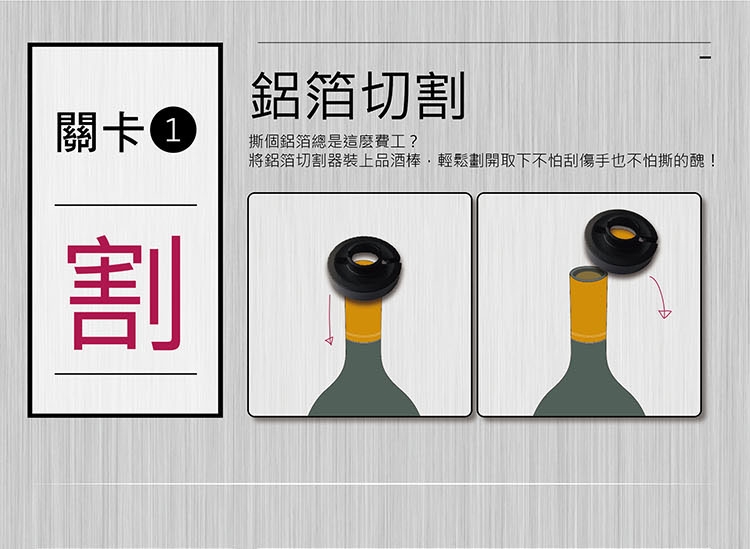 關卡1
割
鋁箔切割
撕個鋁箔總是這麼費工？
將鋁箔切割器裝上品酒棒，輕鬆劃開取下不怕刮傷手也不怕撕的醜！